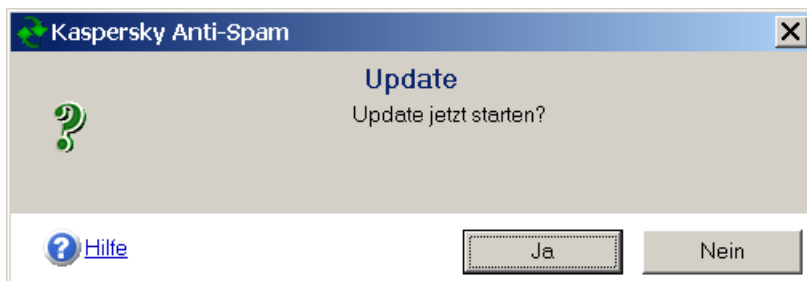 Kaspersky Anti-Spam
Update
Update jetzt starten?
Hilfe
Ja
Nein